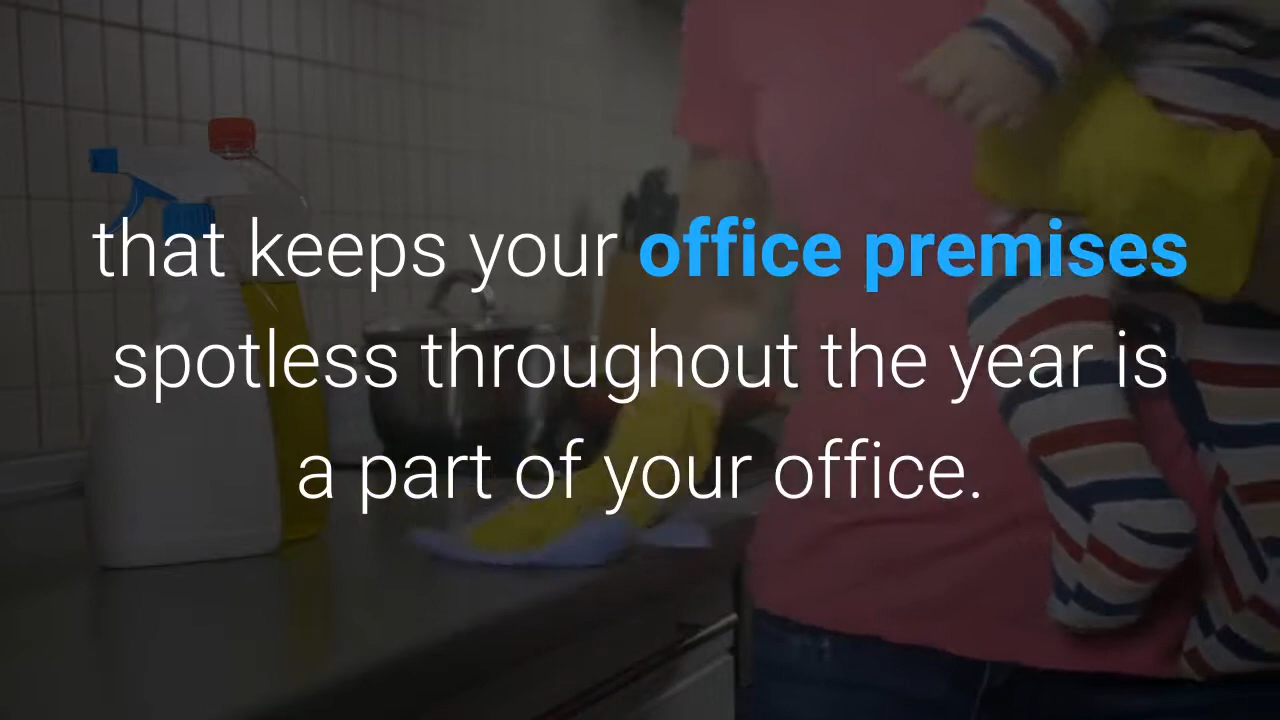 that keeps your office premises
spotless throughout the year is
a part of your office.